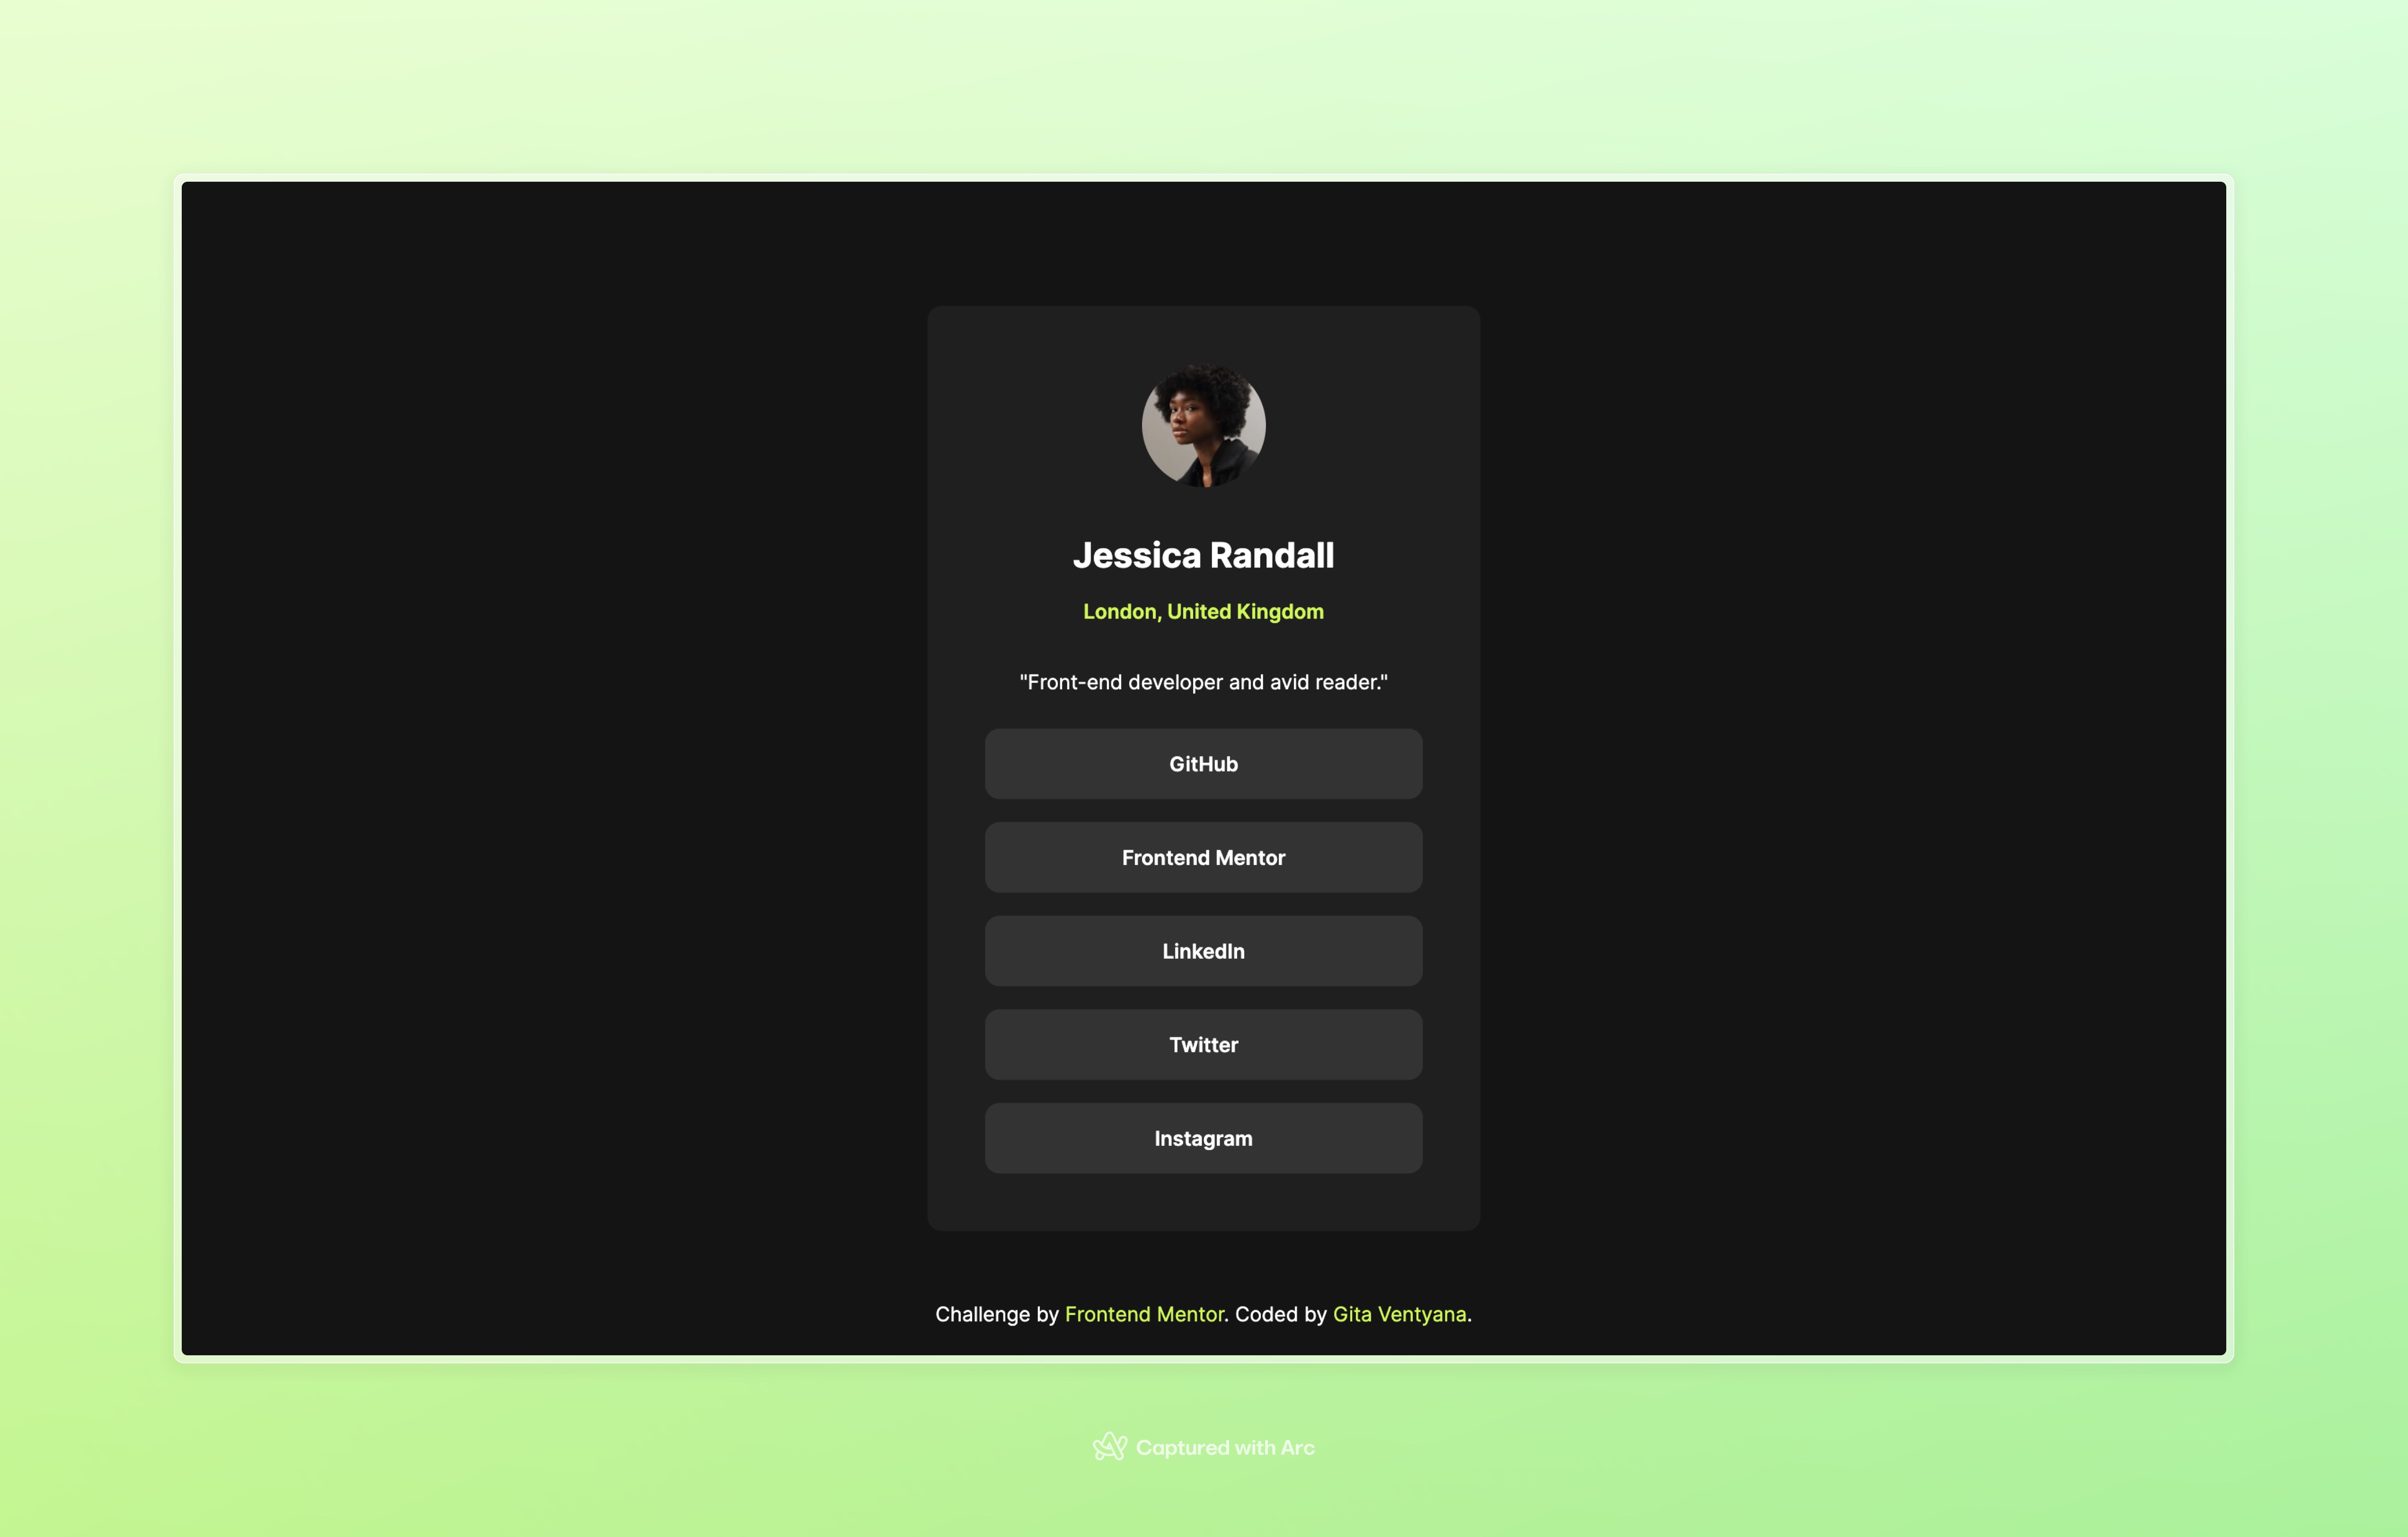 Jessica Randall
London, United Kingdom
"Front-end developer and avid reader."
GitHub
Frontend Mentor
LinkedIn
Twitter
Instagram
Challenge by Frontend Mentor. Coded by Gita Ventyana.
Captured with Arc